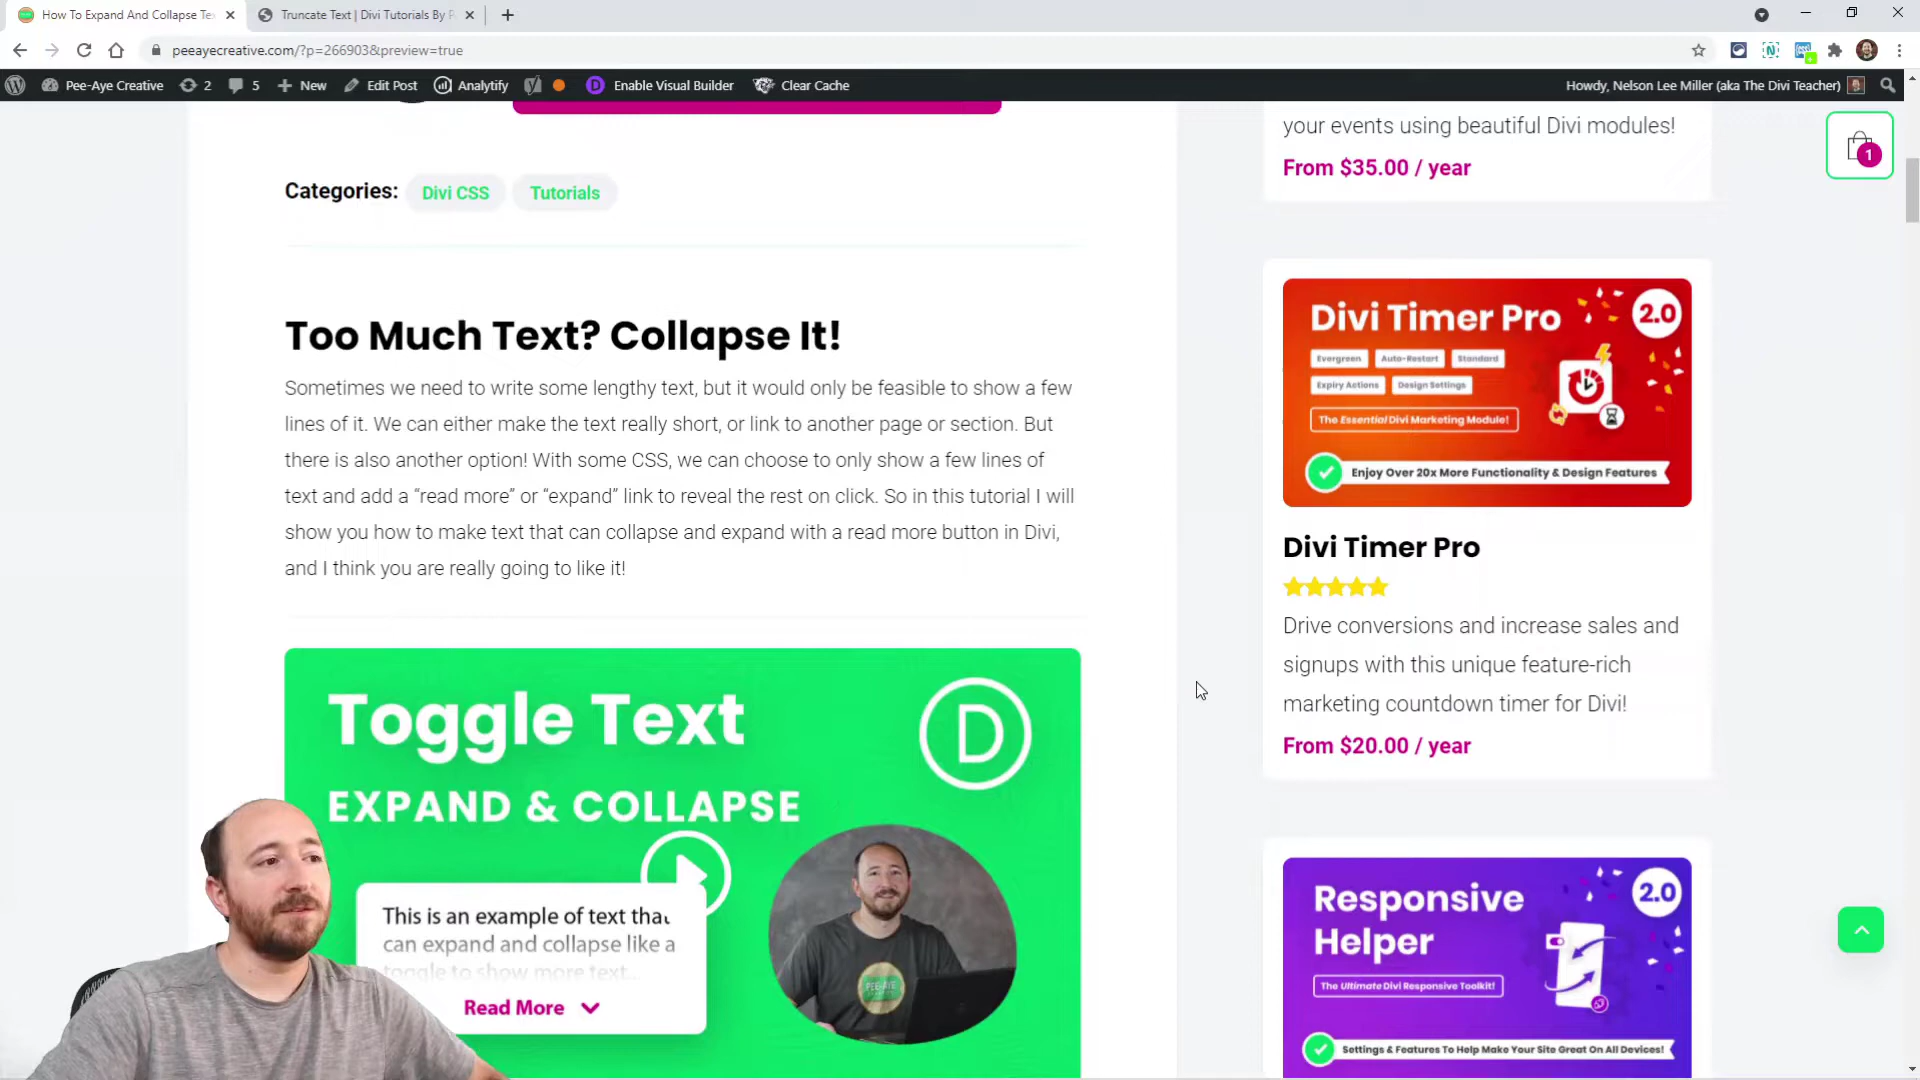 How To Expand And Collapse Te
Truncate Text | Divi Tutorials By P
peeayecreative.com/?p=266903&preview=true
Pee-Aye Creative
2
5
New
Edit Post
Analytify
Enable Visual Builder
Clear Cache
Howdy, Nelson Lee Miller (aka The Divi Teacher)
your events using beautiful Divi modules!
From $35.00 / year
1
Categories: Divi CSS Tutorials
Too Much Text? Collapse It!
Sometimes we need to write some lengthy text, but it would only be feasible to show a few
lines of it. We can either make the text really short, or link to another page or section. But
there is also another option! With some CSS, we can choose to only show a few lines of
text and add a “read more” or “expand” link to reveal the rest on click. So in this tutorial I will
show you how to make text that can collapse and expand with a read more button in Divi,
and I think you are really going to like it!
Toggle Text
D
EXPAND & COLLAPSE
This is an example of text that
can expand and collapse like a
toggle to show more text...
Read More
PEE-AYE
Divi Timer Pro
2.0
Evergreen Auto-Restart Standard
Expiry Actions Design Settings
The Essential Divi Marketing Module!
Enjoy Over 20x More Functionality & Design Features
Divi Timer Pro
Drive conversions and increase sales and
signups with this unique feature-rich
marketing countdown timer for Divi!
From $20.00 / year
Responsive
Helper
2.0
The Ultimate Divi Responsive Toolkit!
Settings & Features To Help Make Your Site Great On All Devices!